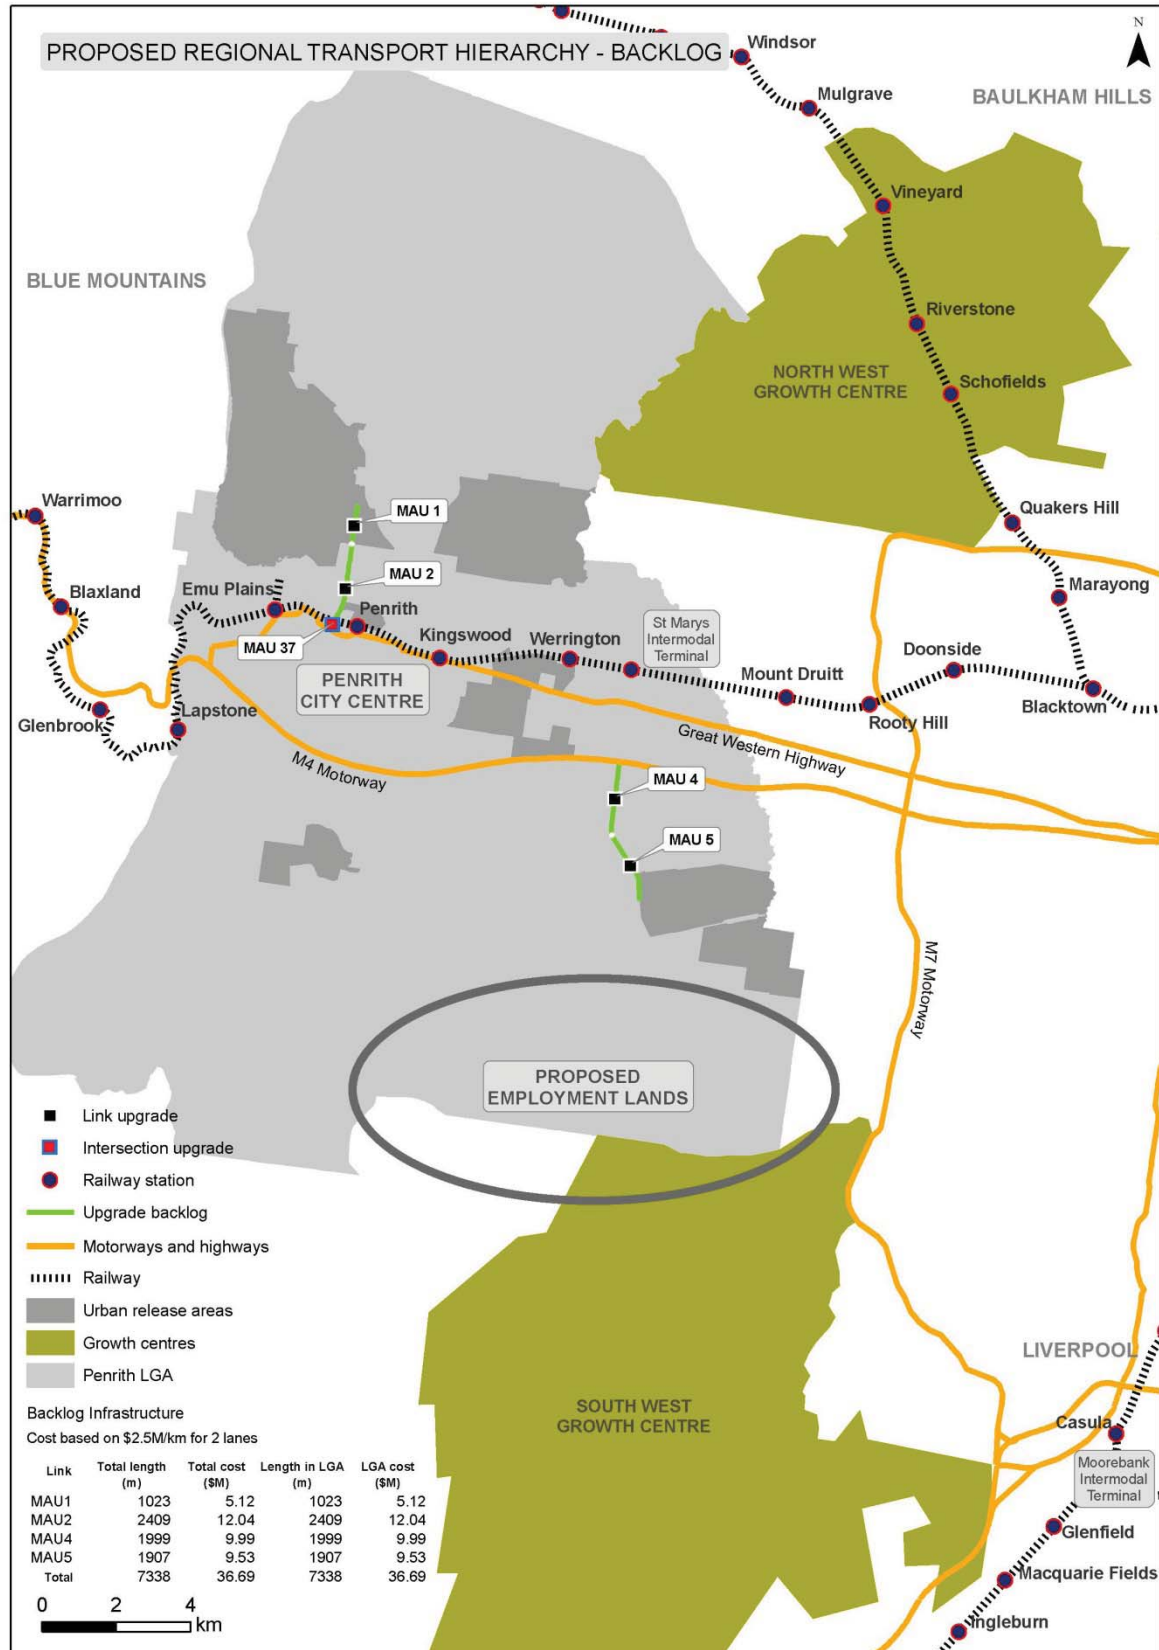 PROPOSED REGIONAL TRANSPORT HIERARCHY - BACKLOG
N
Windsor
Mulgrave
BAULKHAM HILLS
Vineyard
BLUE MOUNTAINS
Riverstone
NORTH WEST
GROWTH CENTRE
Schofields
Warrimoo
MAU 1
Quakers Hill
MAU 2
Blaxland
Emu Plains
Penrith
Marayong
MAU 37
Kingswood
Werrington
St Marys
Intermodal
Terminal
Doonside
PENRITH
CITY CENTRE
Mount Druitt
Glenbrook
Lapstone
Rooty Hill
Blacktown
M4 Motorway
Great Western Highway
MAU 4
MAU 5
M7 Motorway
PROPOSED
EMPLOYMENT LANDS
Link upgrade
Intersection upgrade
Railway station
Upgrade backlog
Motorways and highways
Railway
Urban release areas
Growth centres
Penrith LGA
LIVERPOOL
SOUTH WEST
GROWTH CENTRE
Casula
Moorebank
Intermodal
Terminal
Glenfield
Macquarie Fields
Ingleburn
Backlog Infrastructure
Cost based on $2.5M/km for 2 lanes
Link Total length (m) Total cost ($M) Length in LGA (m) LGA cost ($M)
MAU1 1023 5.12 1023 5.12
MAU2 2409 12.04 2409 12.04
MAU4 1999 9.99 1999 9.99
MAU5 1907 9.53 1907 9.53
Total 7338 36.69 7338 36.69
0 2 4
km